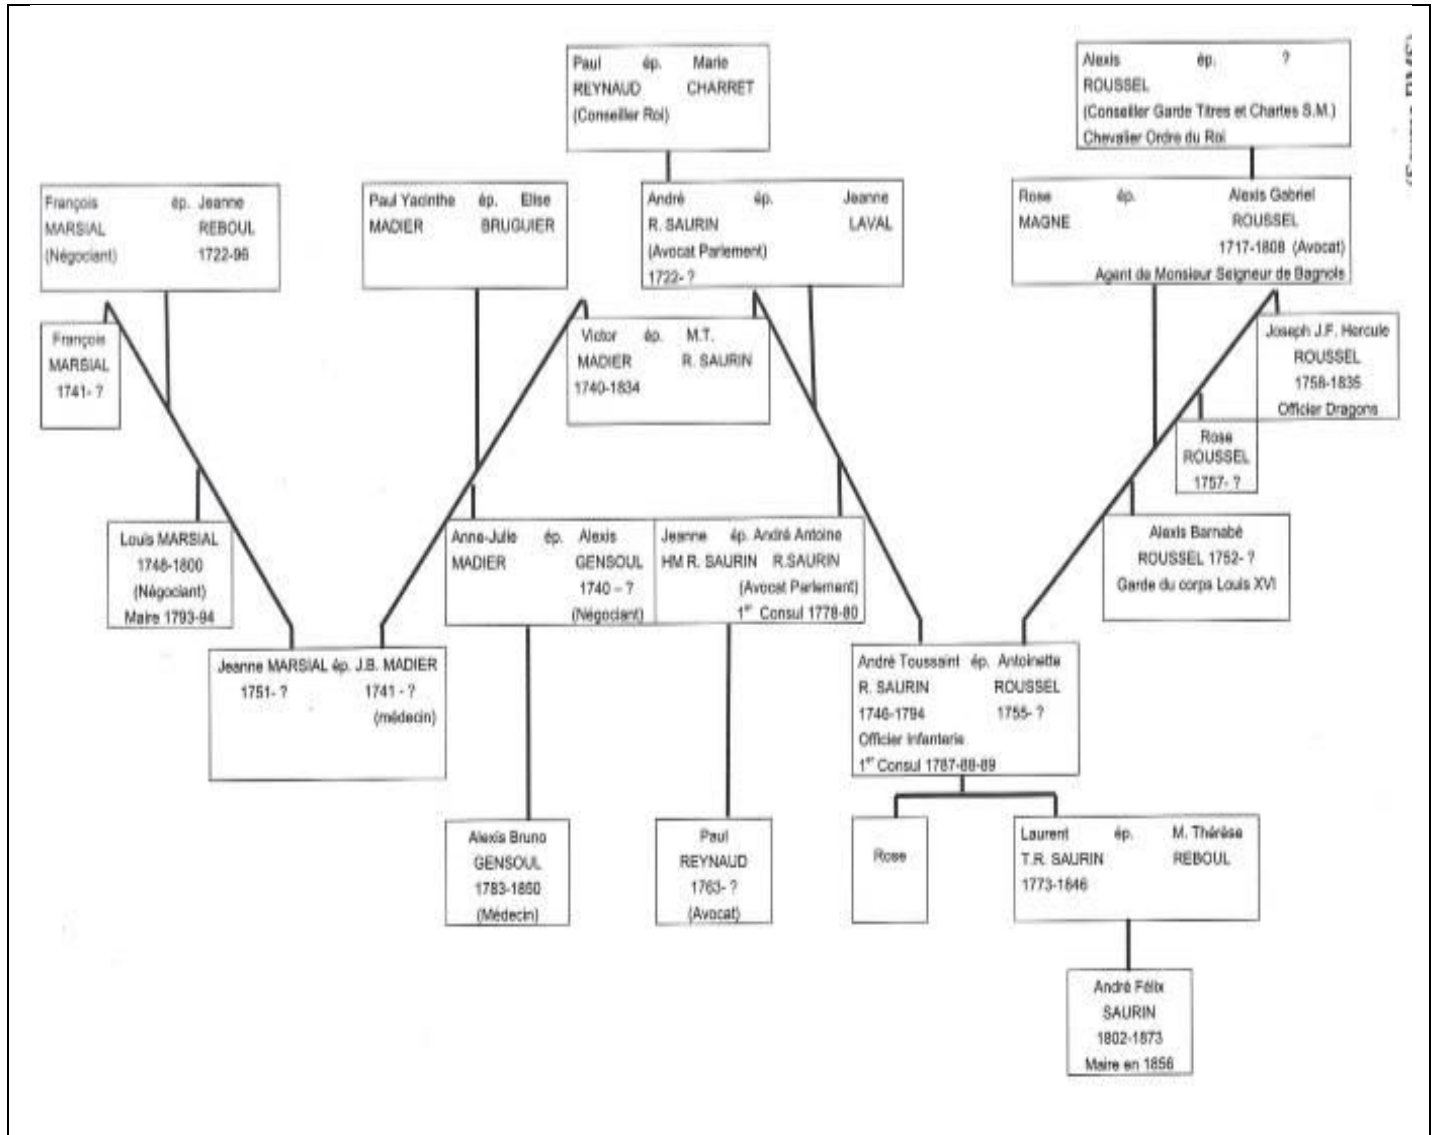 Paul ép. Marie
REYNAUD CHARRET
(Conseiller Roi)
Alexis ép. ?
ROUSSEL
(Conseiller Garde Titres et Chartes S.M.)
Chevalier Ordre du Roi
François ép. Jeanne
MARSIAL REBOUL
(Négociant) 1722-96
Paul Yacinthe ép. Elise
MADIER BRUGUIER
André ép. Jeanne
R. SAURIN LAVAL
(Avocat Parlement)
1722- ?
Rose ép. Alexis Gabriel
MAGNE ROUSSEL
1717-1808 (Avocat)
Agent de Monsieur Seigneur de Bagnols
François
MARSIAL
1741- ?
Victor ép. M.T.
MADIER R. SAURIN
1740-1834
Joseph J.F. Hercule
ROUSSEL
1758-1835
Officier Dragons
Rose
ROUSSEL
1757- ?
Louis MARSIAL
1748-1800
(Négociant)
Maire 1793-94
Anne-Julie ép. Alexis
MADIER GENSOUL
1740 – ?
(Négociant)
Jeanne ép. André Antoine
HM R. SAURIN R.SAURIN
(Avocat Parlement)
1er Consul 1778-80
Alexis Barnabé
ROUSSEL 1752- ?
Garde du corps Louis XVI
Jeanne MARSIAL ép. J.B. MADIER
1751- ? 1741 - ?
(médecin)
André Toussaint ép. Antoinette
R. SAURIN ROUSSEL
1746-1794 1755- ?
Officier Infanterie
1er Consul 1787-88-89
Alexis Bruno
GENSOUL
1783-1860
(Médecin)
Paul
REYNAUD
1763- ?
(Avocat)
Rose
Laurent ép. M. Thérèse
T.R. SAURIN REBOUL
1773-1846
André Félix
SAURIN
1802-1873
Maire en 1856